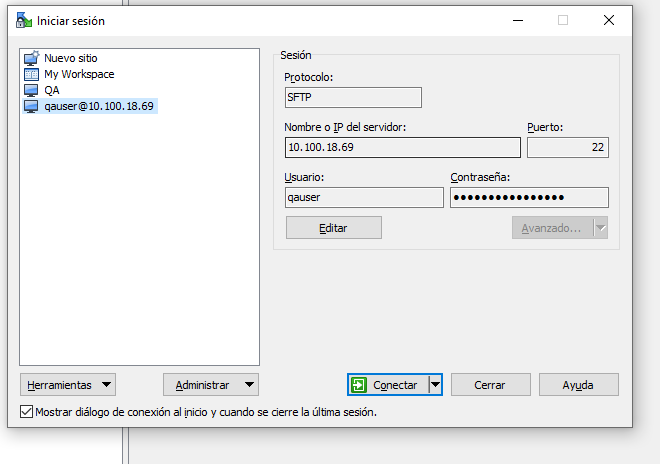 Iniciar sesión
Nuevo sitio
My Workspace
QA
qauser@10.100.18.69
Sesión
Protocolo:
SFTP
Nombre o IP del servidor: Puerto:
10.100.18.69 22
Usuario: Contraseña:
qauser ••••••••••••••••
Editar Avanzado...
Herramientas Administrar Conectar Cerrar Ayuda
Mostrar diálogo de conexión al inicio y cuando se cierre la última sesión.